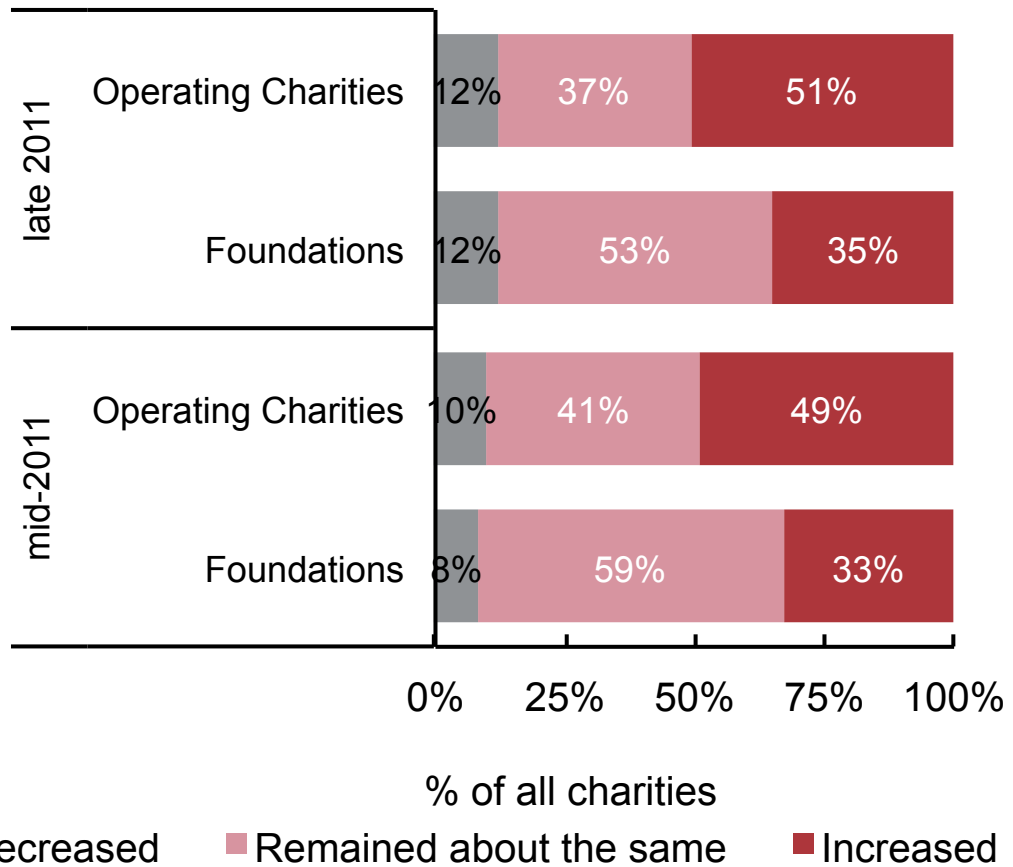 late 2011
Operating Charities 12% 37% 51%
Foundations 12% 53% 35%
mid-2011
Operating Charities 10% 41% 49%
Foundations 8% 59% 33%
0% 25% 50% 75% 100%
% of all charities
ecreased Remained about the same Increased